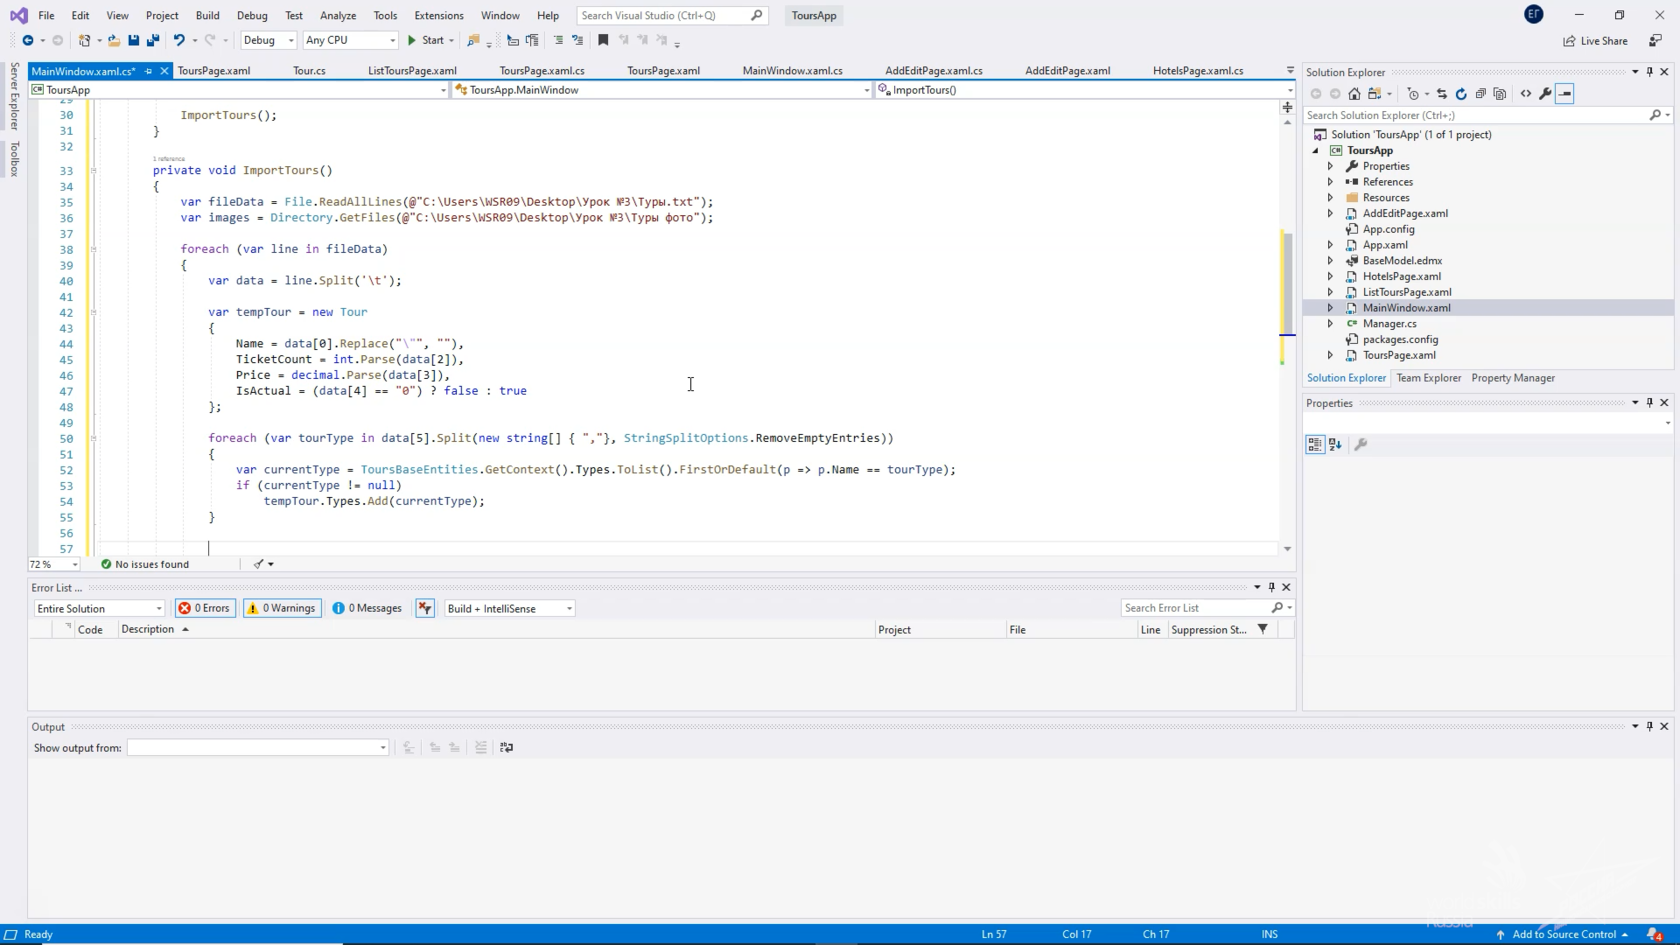 File Edit View Project Build Debug Test Analyze Tools Extensions Window Help Search Visual Studio (Ctrl+Q) ToursApp ЕГ
Debug Any CPU Start Live Share
MainWindow.xaml.cs* ToursPage.xaml Tour.cs ListToursPage.xaml ToursPage.xaml.cs ToursPage.xaml MainWindow.xaml.cs AddEditPage.xaml.cs AddEditPage.xaml HotelsPage.xaml.cs
ToursApp ToursApp.MainWindow ImportTours()
Server Explorer
Toolbox
29
30 ImportTours();
31 }
32
1 reference
33 private void ImportTours()
34 {
35 var fileData = File.ReadAllLines(@"C:\Users\WSR09\Desktop\Урок №3\Туры.txt");
36 var images = Directory.GetFiles(@"C:\Users\WSR09\Desktop\Урок №3\Туры фото");
37
38 foreach (var line in fileData)
39 {
40 var data = line.Split('\t');
41
42 var tempTour = new Tour
43 {
44 Name = data[0].Replace("\"", ""),
45 TicketCount = int.Parse(data[2]),
46 Price = decimal.Parse(data[3]),
47 IsActual = (data[4] == "0") ? false : true
48 };
49
50 foreach (var tourType in data[5].Split(new string[] { ","}, StringSplitOptions.RemoveEmptyEntries))
51 {
52 var currentType = ToursBaseEntities.GetContext().Types.ToList().FirstOrDefault(p => p.Name == tourType);
53 if (currentType != null)
54 tempTour.Types.Add(currentType);
55 }
56
57
72 % No issues found
Error List ...
Entire Solution 0 Errors 0 Warnings 0 Messages Build + IntelliSense Search Error List
Code Description Project File Line Suppression St...
Output
Show output from:
Solution Explorer
Search Solution Explorer (Ctrl+;)
Solution 'ToursApp' (1 of 1 project)
ToursApp
Properties
References
Resources
AddEditPage.xaml
App.config
App.xaml
BaseModel.edmx
HotelsPage.xaml
ListToursPage.xaml
MainWindow.xaml
Manager.cs
packages.config
ToursPage.xaml
Solution Explorer Team Explorer Property Manager
Properties
Russia
Ready Ln 57 Col 17 Ch 17 INS Add to Source Control 4